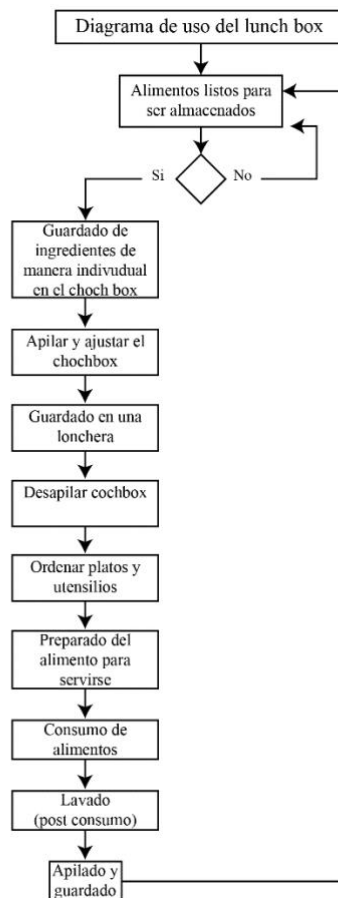 Diagrama de uso del lunch box
Alimentos listos para
ser almacenados
Si
No
Guardado de
ingredientes de
manera indivudual
en el choch box
Apilar y ajustar el
chochbox
Guardado en una
lonchera
Desapilar cochbox
Ordenar platos y
utensilios
Preparado del
alimento para
servirse
Consumo de
alimentos
Lavado
(post consumo)
Apilado y
guardado